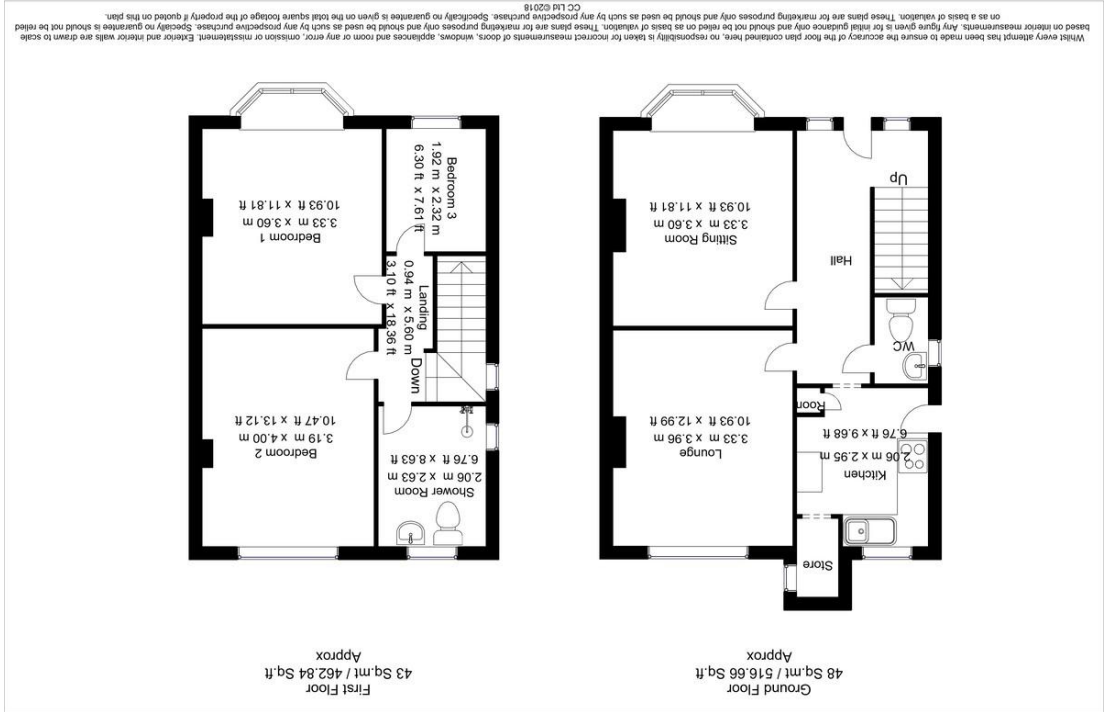 Ground Floor
48 Sq.mt / 516.66 Sq.ft
Approx
Store
Kitchen
2.06 m x 2.95 m
6.76 ft x 9.68 ft
Room
Lounge
3.33 m x 3.96 m
10.93 ft x 12.99 ft
WC
Hall
Up
Sitting Room
3.33 m x 3.60 m
10.93 ft x 11.81 ft
First Floor
43 Sq.mt / 462.84 Sq.ft
Approx
Shower Room
2.06 m x 2.63 m
6.76 ft x 8.63 ft
Bedroom 2
3.19 m x 4.00 m
10.47 ft x 13.12 ft
Down
Landing
0.94 m x 5.60 m
3.10 ft x 18.36 ft
Bedroom 1
3.33 m x 3.60 m
10.93 ft x 11.81 ft
Bedroom 3
1.92 m x 2.32 m
6.30 ft x 7.61 ft
Whilst every attempt has been made to ensure the accuracy of the floor plan contained here, no responsibility is taken for incorrect measurements of doors, windows, appliances and room or any error, omission or misstatement. Exterior and interior walls are drawn to scale
based on interior measurements. Any figure given is for initial guidance only and should not be relied on as basis of valuation. These plans are for marketing purposes only and should be used as such by any prospective purchase. Specially no guarantee is should not be relied
on as a basis of valuation. These plans are for marketing purposes only and should be used as such by any prospective purchase. Specially no guarantee is given on the total square footage of the property if quoted on this plan.
CC Ltd ©2018